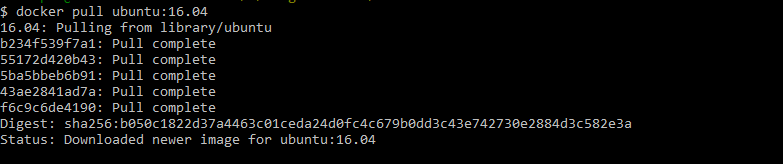 $ docker pull ubuntu:16.04
16.04: Pulling from library/ubuntu
b234f539f7a1: Pull complete
55172d420b43: Pull complete
5ba5bbeb6b91: Pull complete
43ae2841ad7a: Pull complete
f6c9c6de4190: Pull complete
Digest: sha256:b050c1822d37a4463c01ceda24d0fc4c679b0dd3c43e742730e2884d3c582e3a
Status: Downloaded newer image for ubuntu:16.04